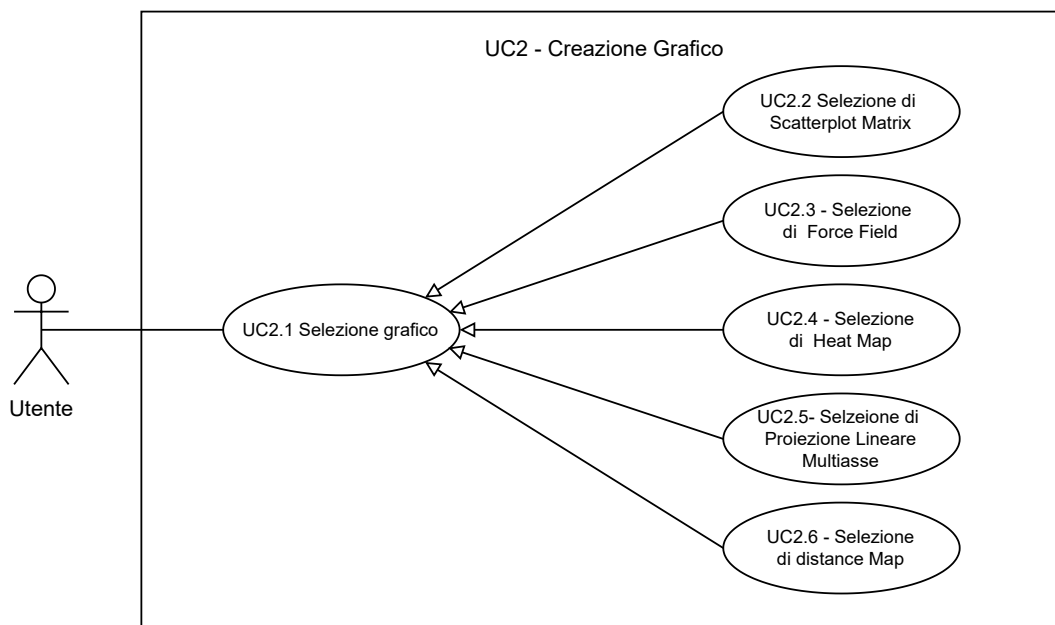 UC2 - Creazione Grafico
UC2.2 Selezione di
Scatterplot Matrix
UC2.3 - Selezione
di Force Field
UC2.1 Selezione grafico
UC2.4 - Selezione
di Heat Map
Utente
UC2.5- Selzeione di
Proiezione Lineare
Multiasse
UC2.6 - Selezione
di distance Map